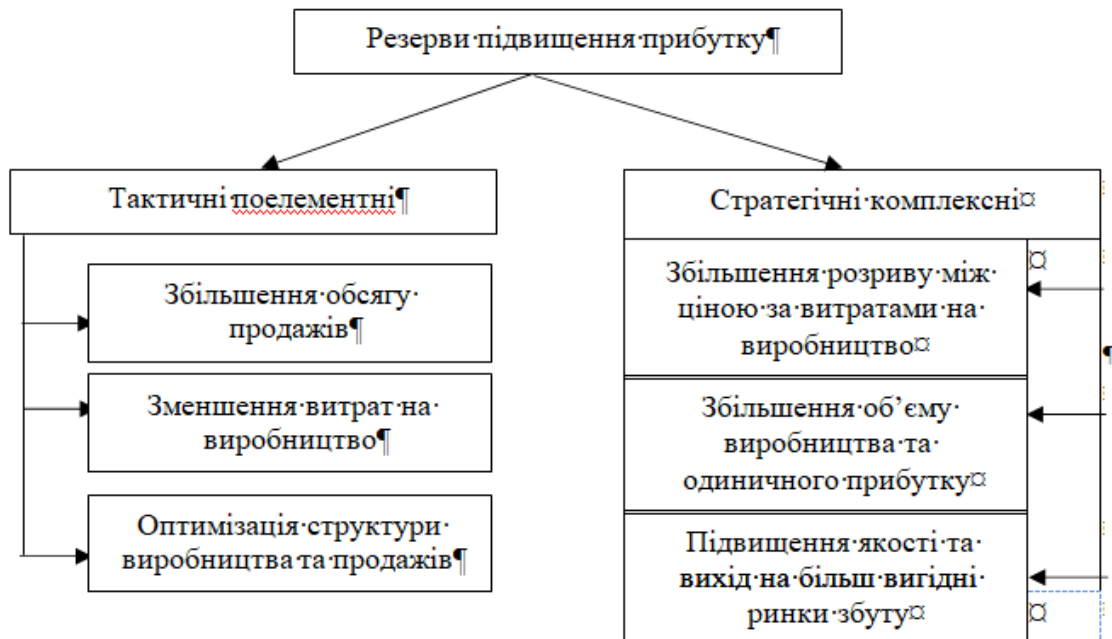 Резерви·підвищення·прибутку¶
Тактичні·поелементні¶
Збільшення·обсягу·
продажів¶
Зменшення·витрат·на·
виробництво¶
Оптимізація·структури·
виробництва·та·продажів¶
Стратегічні·комплексні¤
Збільшення·розриву·між·
ціною·за·витратами·на·
виробництво¤
¤
¶
Збільшення·об’єму·
виробництва·та·
одиничного·прибутку¤
Підвищення·якості·та·
вихід·на·більш·вигідні·
ринки·збуту¤
¤